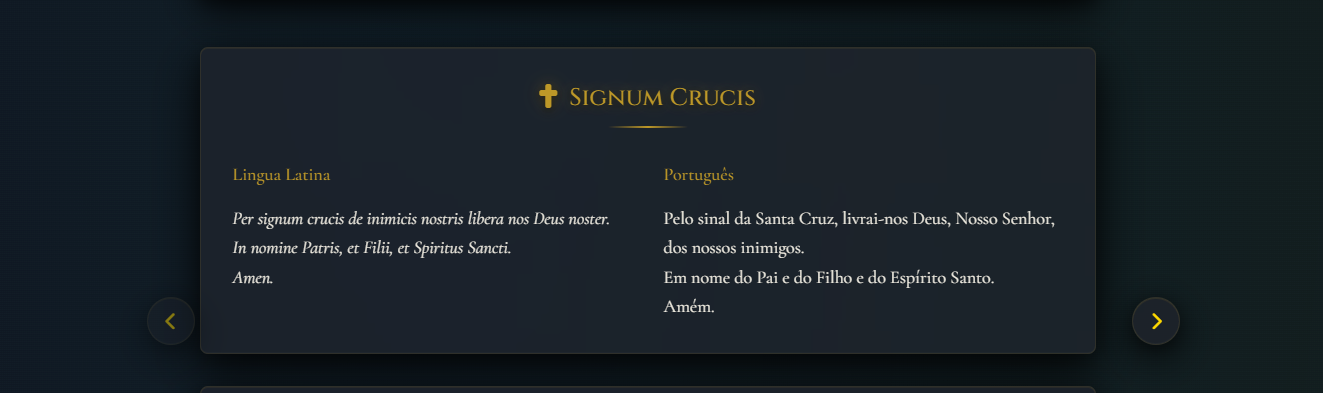 Signum Crucis
Lingua Latina
Per signum crucis de inimicis nostris libera nos Deus noster.
In nomine Patris, et Filii, et Spiritus Sancti.
Amen.
Português
Pelo sinal da Santa Cruz, livrai-nos Deus, Nosso Senhor,
dos nossos inimigos.
Em nome do Pai e do Filho e do Espírito Santo.
Amém.